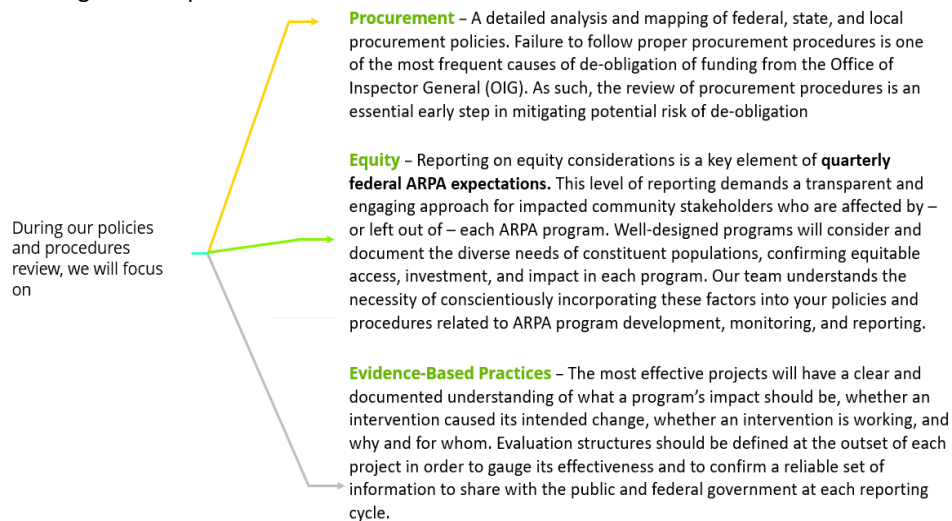 During our policies
and procedures
review, we will focus
on
Procurement – A detailed analysis and mapping of federal, state, and local
procurement policies. Failure to follow proper procurement procedures is one
of the most frequent causes of de-obligation of funding from the Office of
Inspector General (OIG). As such, the review of procurement procedures is an
essential early step in mitigating potential risk of de-obligation
Equity – Reporting on equity considerations is a key element of quarterly
federal ARPA expectations. This level of reporting demands a transparent and
engaging approach for impacted community stakeholders who are affected by –
or left out of – each ARPA program. Well-designed programs will consider and
document the diverse needs of constituent populations, confirming equitable
access, investment, and impact in each program. Our team understands the
necessity of conscientiously incorporating these factors into your policies and
procedures related to ARPA program development, monitoring, and reporting.
Evidence-Based Practices – The most effective projects will have a clear and
documented understanding of what a program's impact should be, whether an
intervention caused its intended change, whether an intervention is working, and
why and for whom. Evaluation structures should be defined at the outset of each
project in order to gauge its effectiveness and to confirm a reliable set of
information to share with the public and federal government at each reporting
cycle.